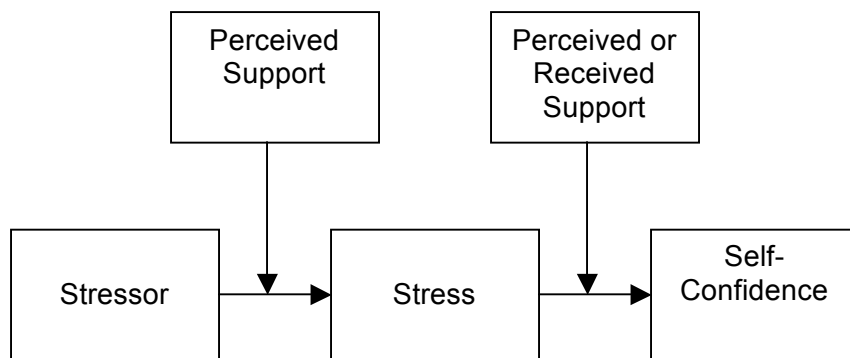 Perceived
Support
Perceived or
Received
Support
Stressor
Stress
Self-
Confidence